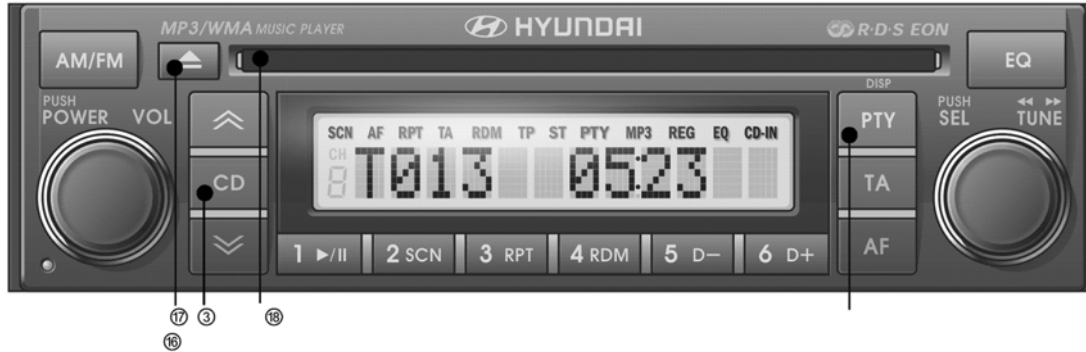 MP3/WMA MUSIC PLAYER
HYUNDAI
R·D·S EON
AM/FM
EQ
DISP
PUSH
POWER VOL
PTY
PUSH
SEL
TUNE
SCN AF RPT TA RDM TP ST PTY MP3 REG EQ CD-IN
CH
T013 05:23
CD
TA
1 ►/II
2 SCN
3 RPT
4 RDM
5 D–
6 D+
AF
⑰ ③ ⑱
⑯